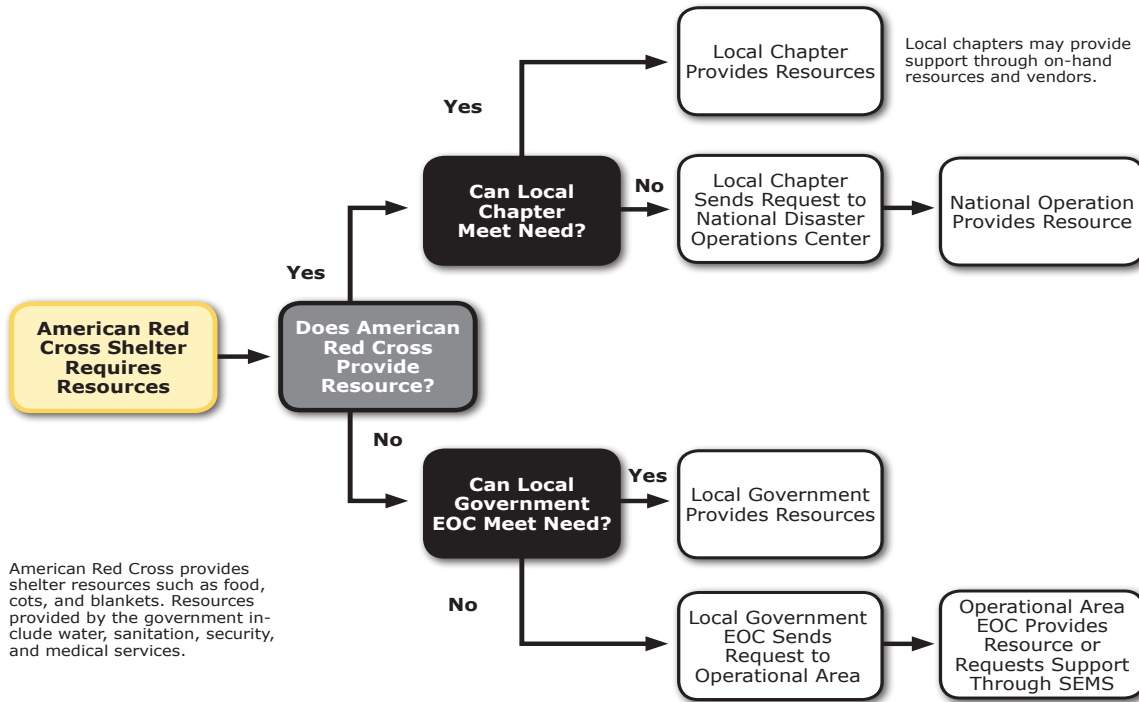 Local Chapter
Provides Resources
Local chapters may provide
support through on-hand
resources and vendors.
Yes
Can Local
Chapter
Meet Need?
No
Local Chapter
Sends Request to
National Disaster
Operations Center
National Operation
Provides Resource
Yes
American Red
Cross Shelter
Requires
Resources
Does American
Red Cross
Provide
Resource?
No
Can Local
Government
EOC Meet Need?
Yes
Local Government
Provides Resources
No
Local Government
EOC Sends
Request to
Operational Area
Operational Area
EOC Provides
Resource or
Requests Support
Through SEMS
American Red Cross provides
shelter resources such as food,
cots, and blankets. Resources
provided by the government in-
clude water, sanitation, security,
and medical services.